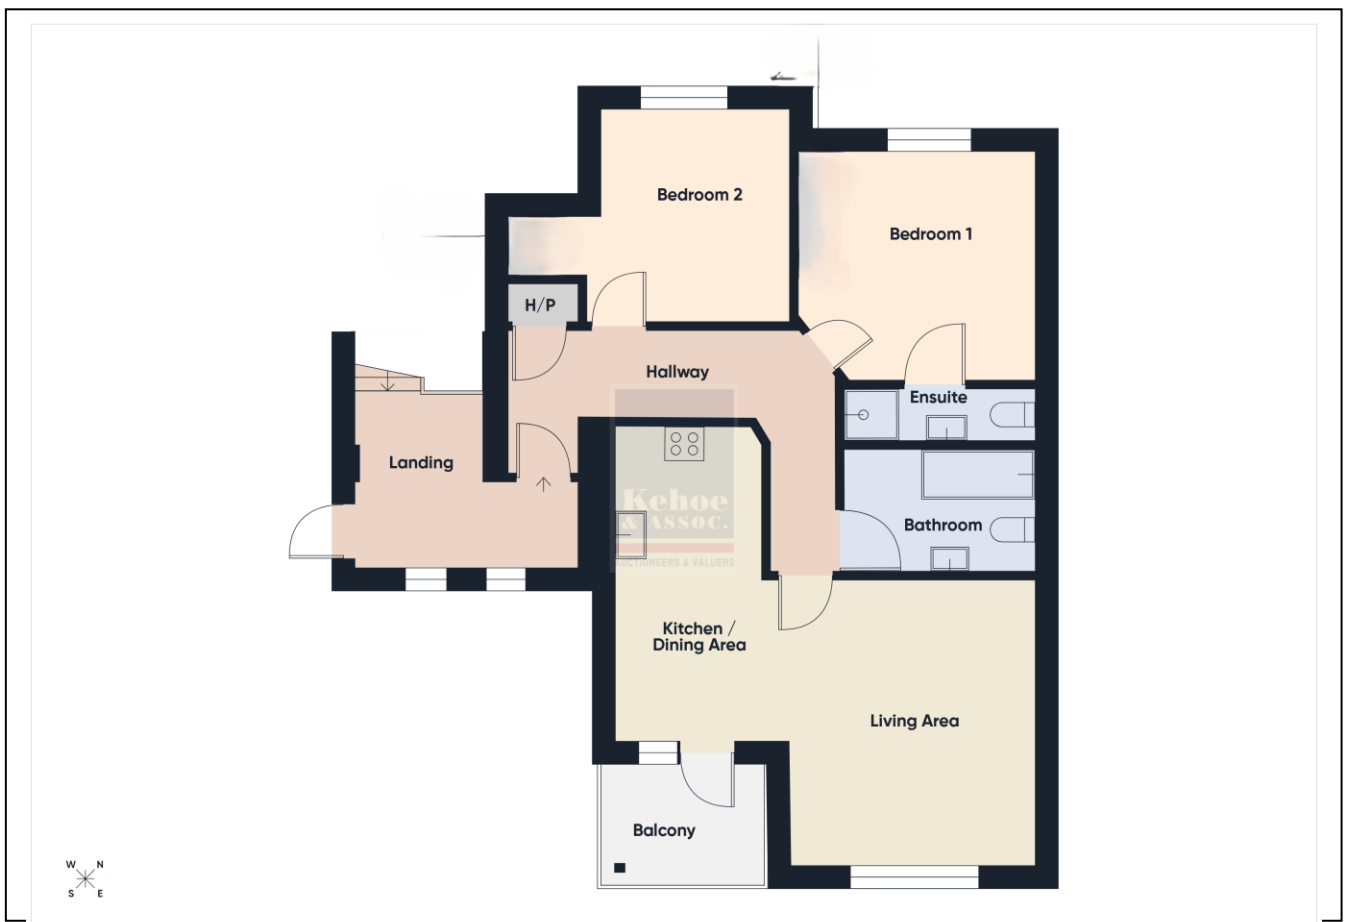 Bedroom 2
Bedroom 1
H/P
Hallway
Ensuite
Landing
Kehoe
& ASSOC.
Bathroom
AUCTIONEERS & VALUERS
Kitchen /
Dining Area
Living Area
Balcony
W N
S E